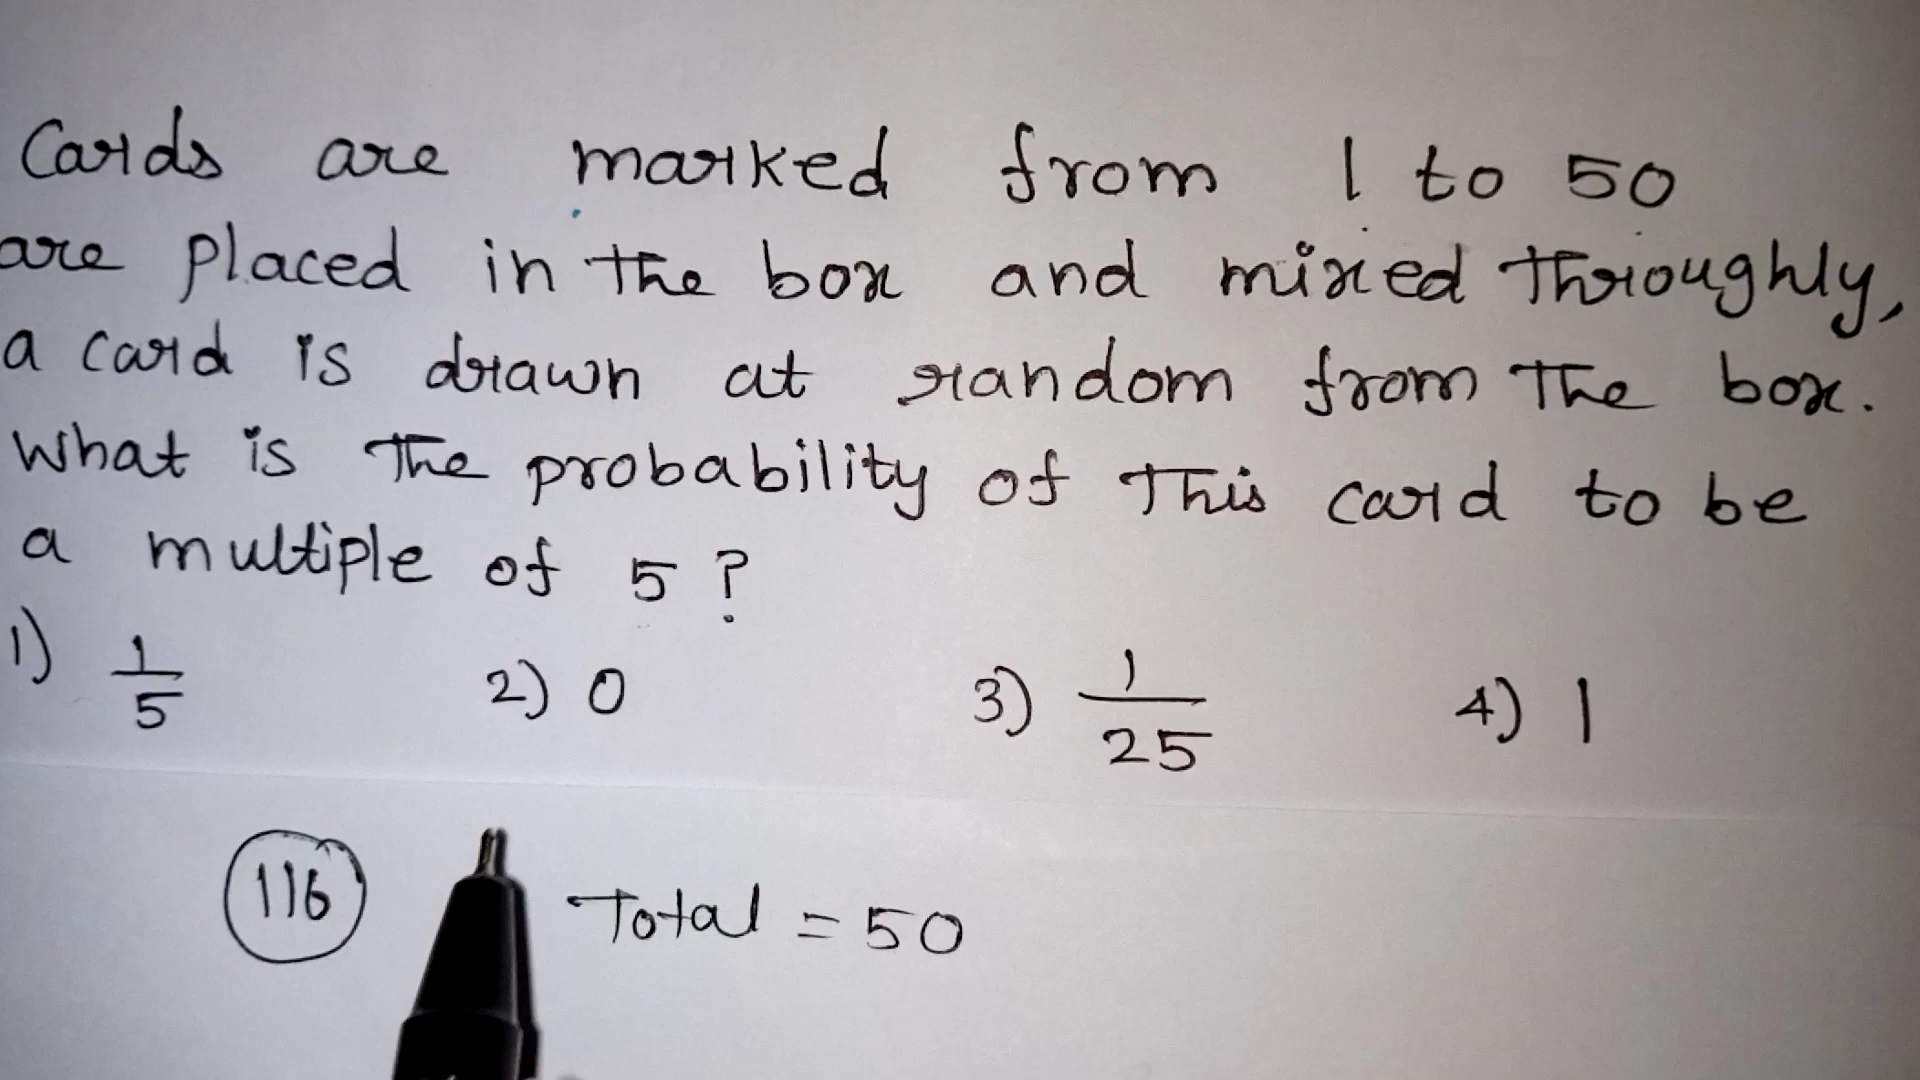 Cards are marked from 1 to 50
are placed in the box and mixed throughly,
a card is drawn at random from the box.
What is the probability of this card to be
a multiple of 5 ?
1) 1/5 2) 0 3) 1/25 4) 1
116 Total = 50